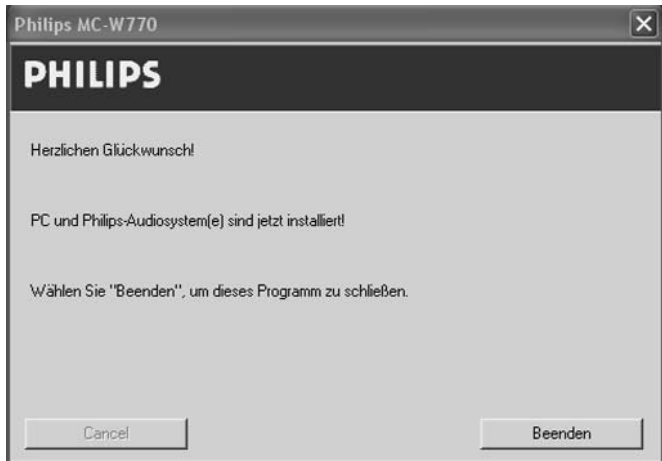 Philips MC-W770
PHILIPS
Herzlichen Glückwunsch!
PC und Philips-Audiosystem(e) sind jetzt installiert!
Wählen Sie "Beenden", um dieses Programm zu schließen.
Cancel
Beenden